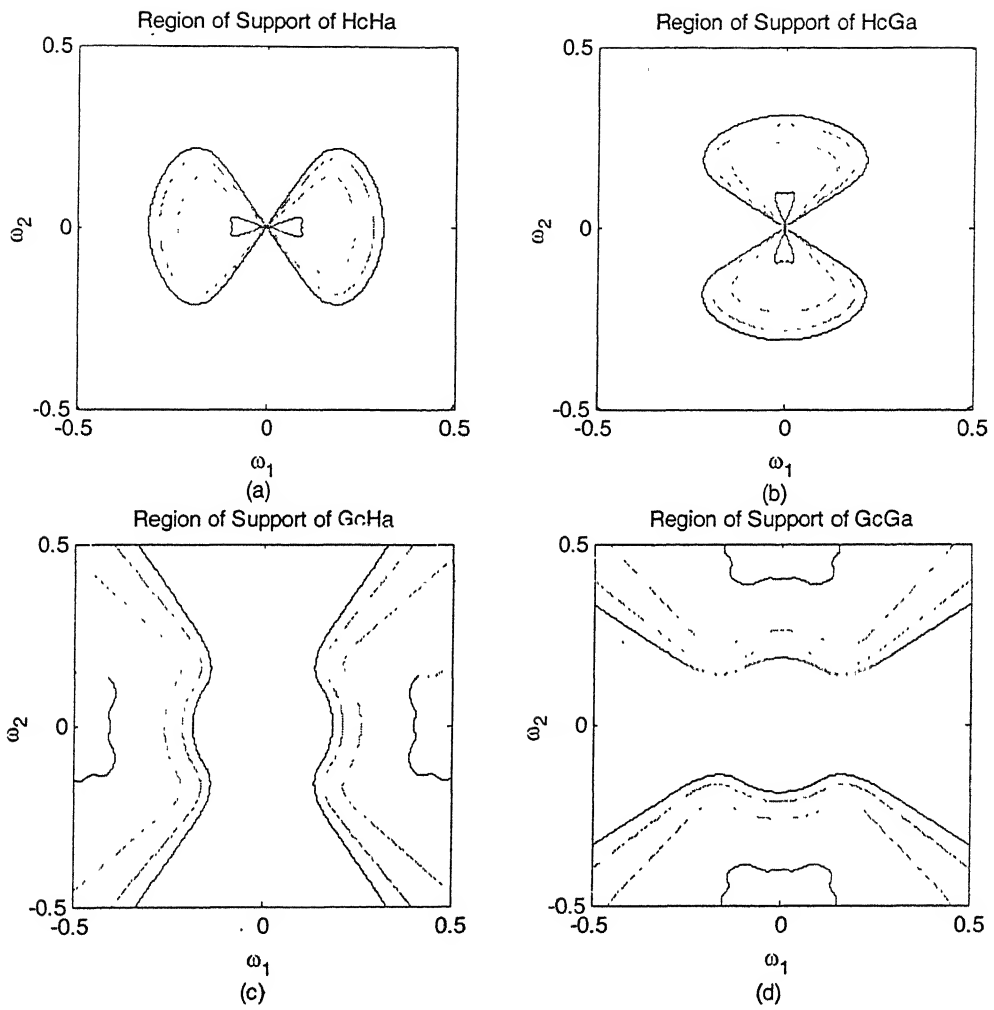 (a)
Region of Support of HcHa
0.5
ω2
0
-0.5
-0.5 0 0.5
ω1
(b)
Region of Support of HcGa
0.5
ω2
0
-0.5
-0.5 0 0.5
ω1
(a)
(b)
Region of Support of GcHa
0.5
ω2
0
-0.5
-0.5 0 0.5
ω1
(c)
Region of Support of GcGa
0.5
ω2
0
-0.5
-0.5 0 0.5
ω1
(d)